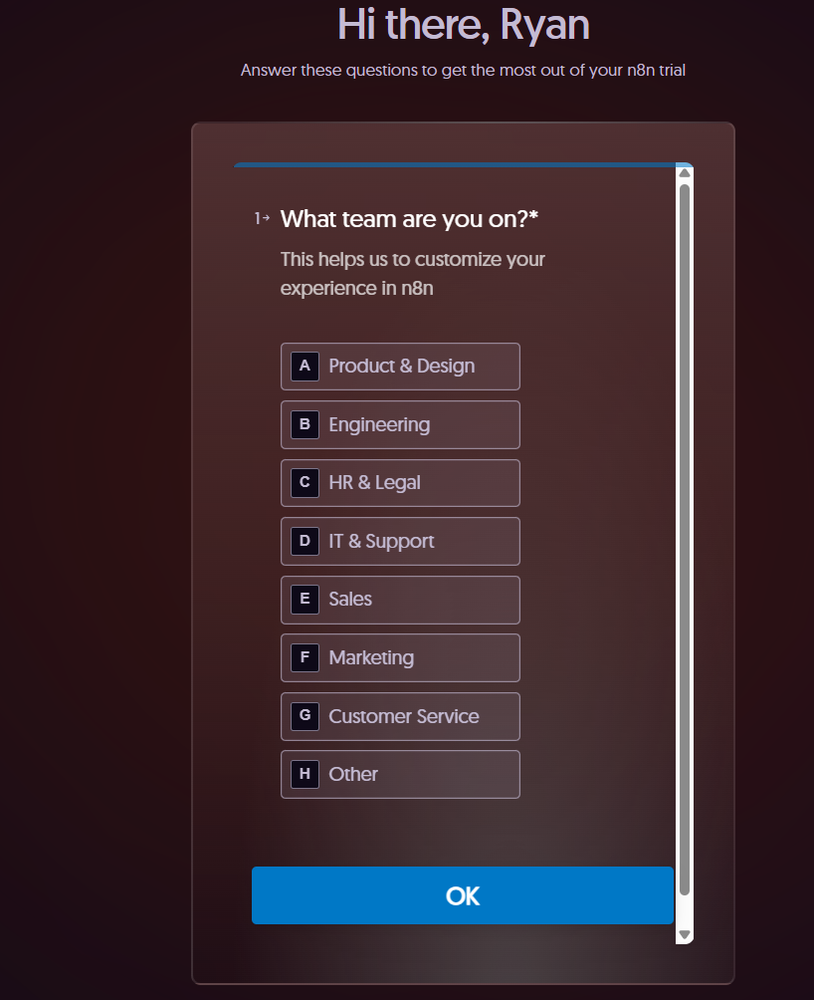 Hi there, Ryan
Answer these questions to get the most out of your n8n trial
1→ What team are you on?*
This helps us to customize your
experience in n8n
A Product & Design
B Engineering
C HR & Legal
D IT & Support
E Sales
F Marketing
G Customer Service
H Other
OK